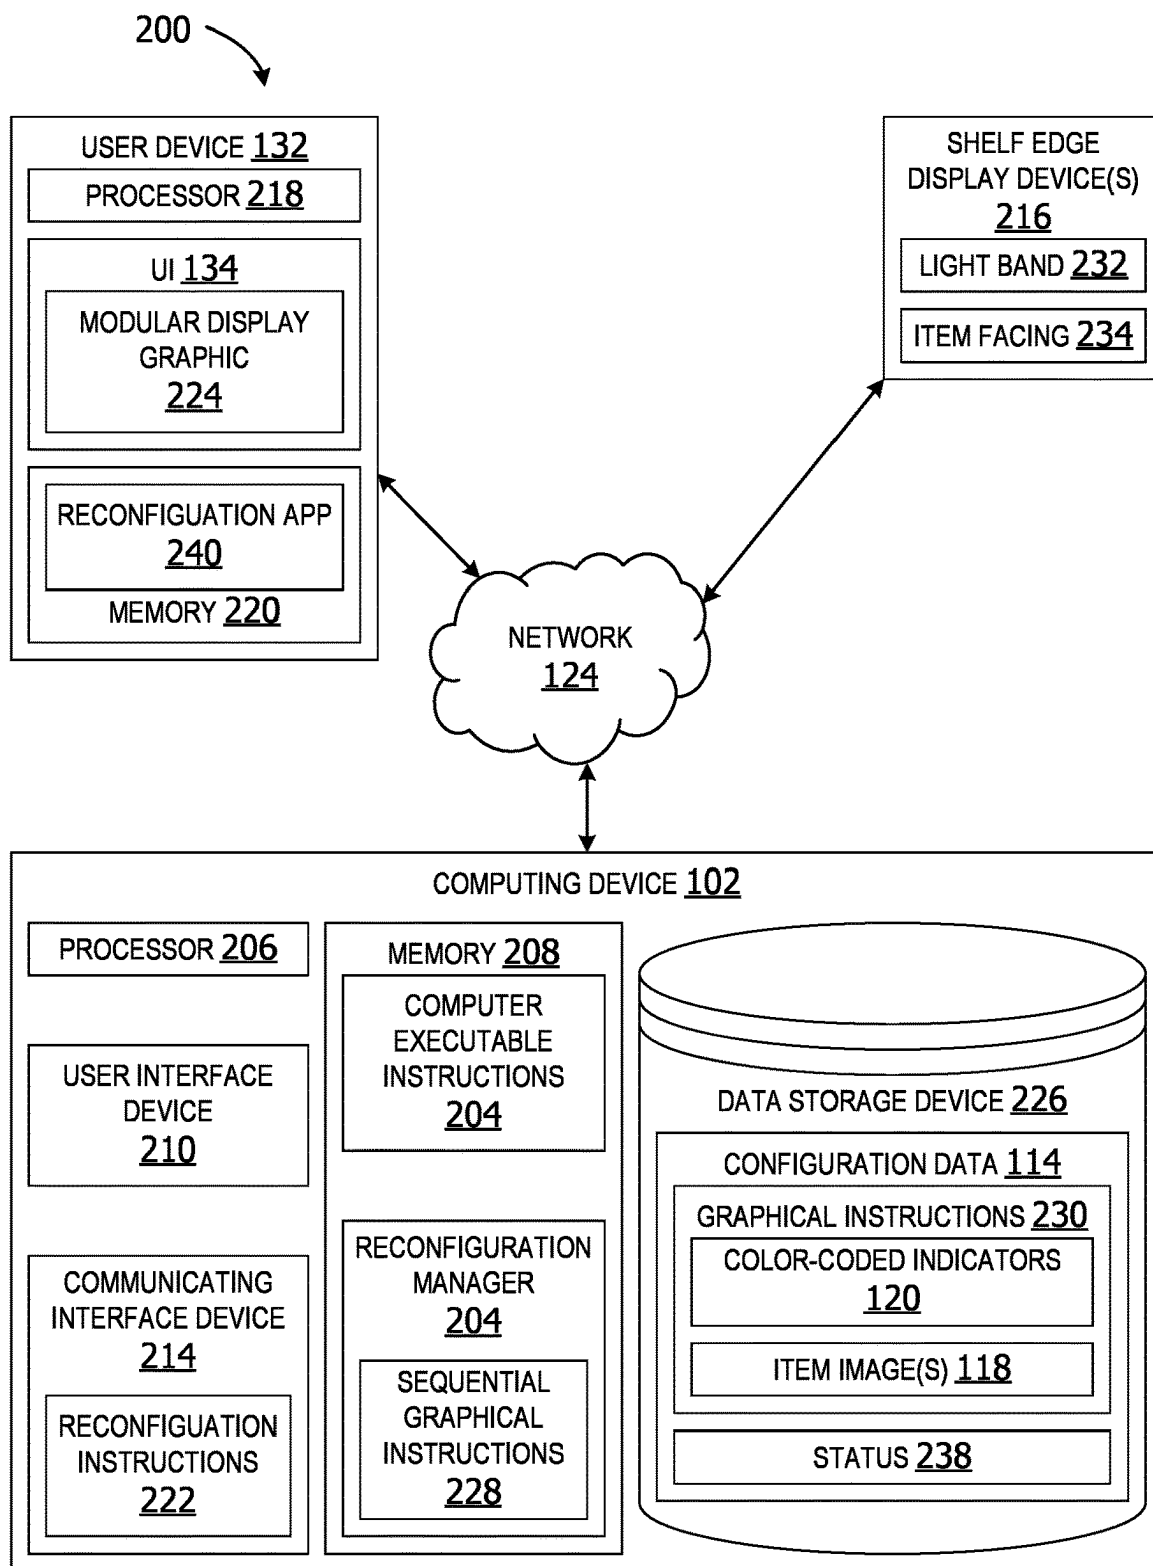 200
USER DEVICE 132
PROCESSOR 218
UI 134
MODULAR DISPLAY
GRAPHIC
224
RECONFIGUATION APP
240
MEMORY 220
SHELF EDGE
DISPLAY DEVICE(S)
216
LIGHT BAND 232
ITEM FACING 234
NETWORK
124
COMPUTING DEVICE 102
PROCESSOR 206
USER INTERFACE
DEVICE
210
COMMUNICATING
INTERFACE DEVICE
214
RECONFIGUATION
INSTRUCTIONS
222
MEMORY 208
COMPUTER
EXECUTABLE
INSTRUCTIONS
204
RECONFIGURATION
MANAGER
204
SEQUENTIAL
GRAPHICAL
INSTRUCTIONS
228
DATA STORAGE DEVICE 226
CONFIGURATION DATA 114
GRAPHICAL INSTRUCTIONS 230
COLOR-CODED INDICATORS
120
ITEM IMAGE(S) 118
STATUS 238